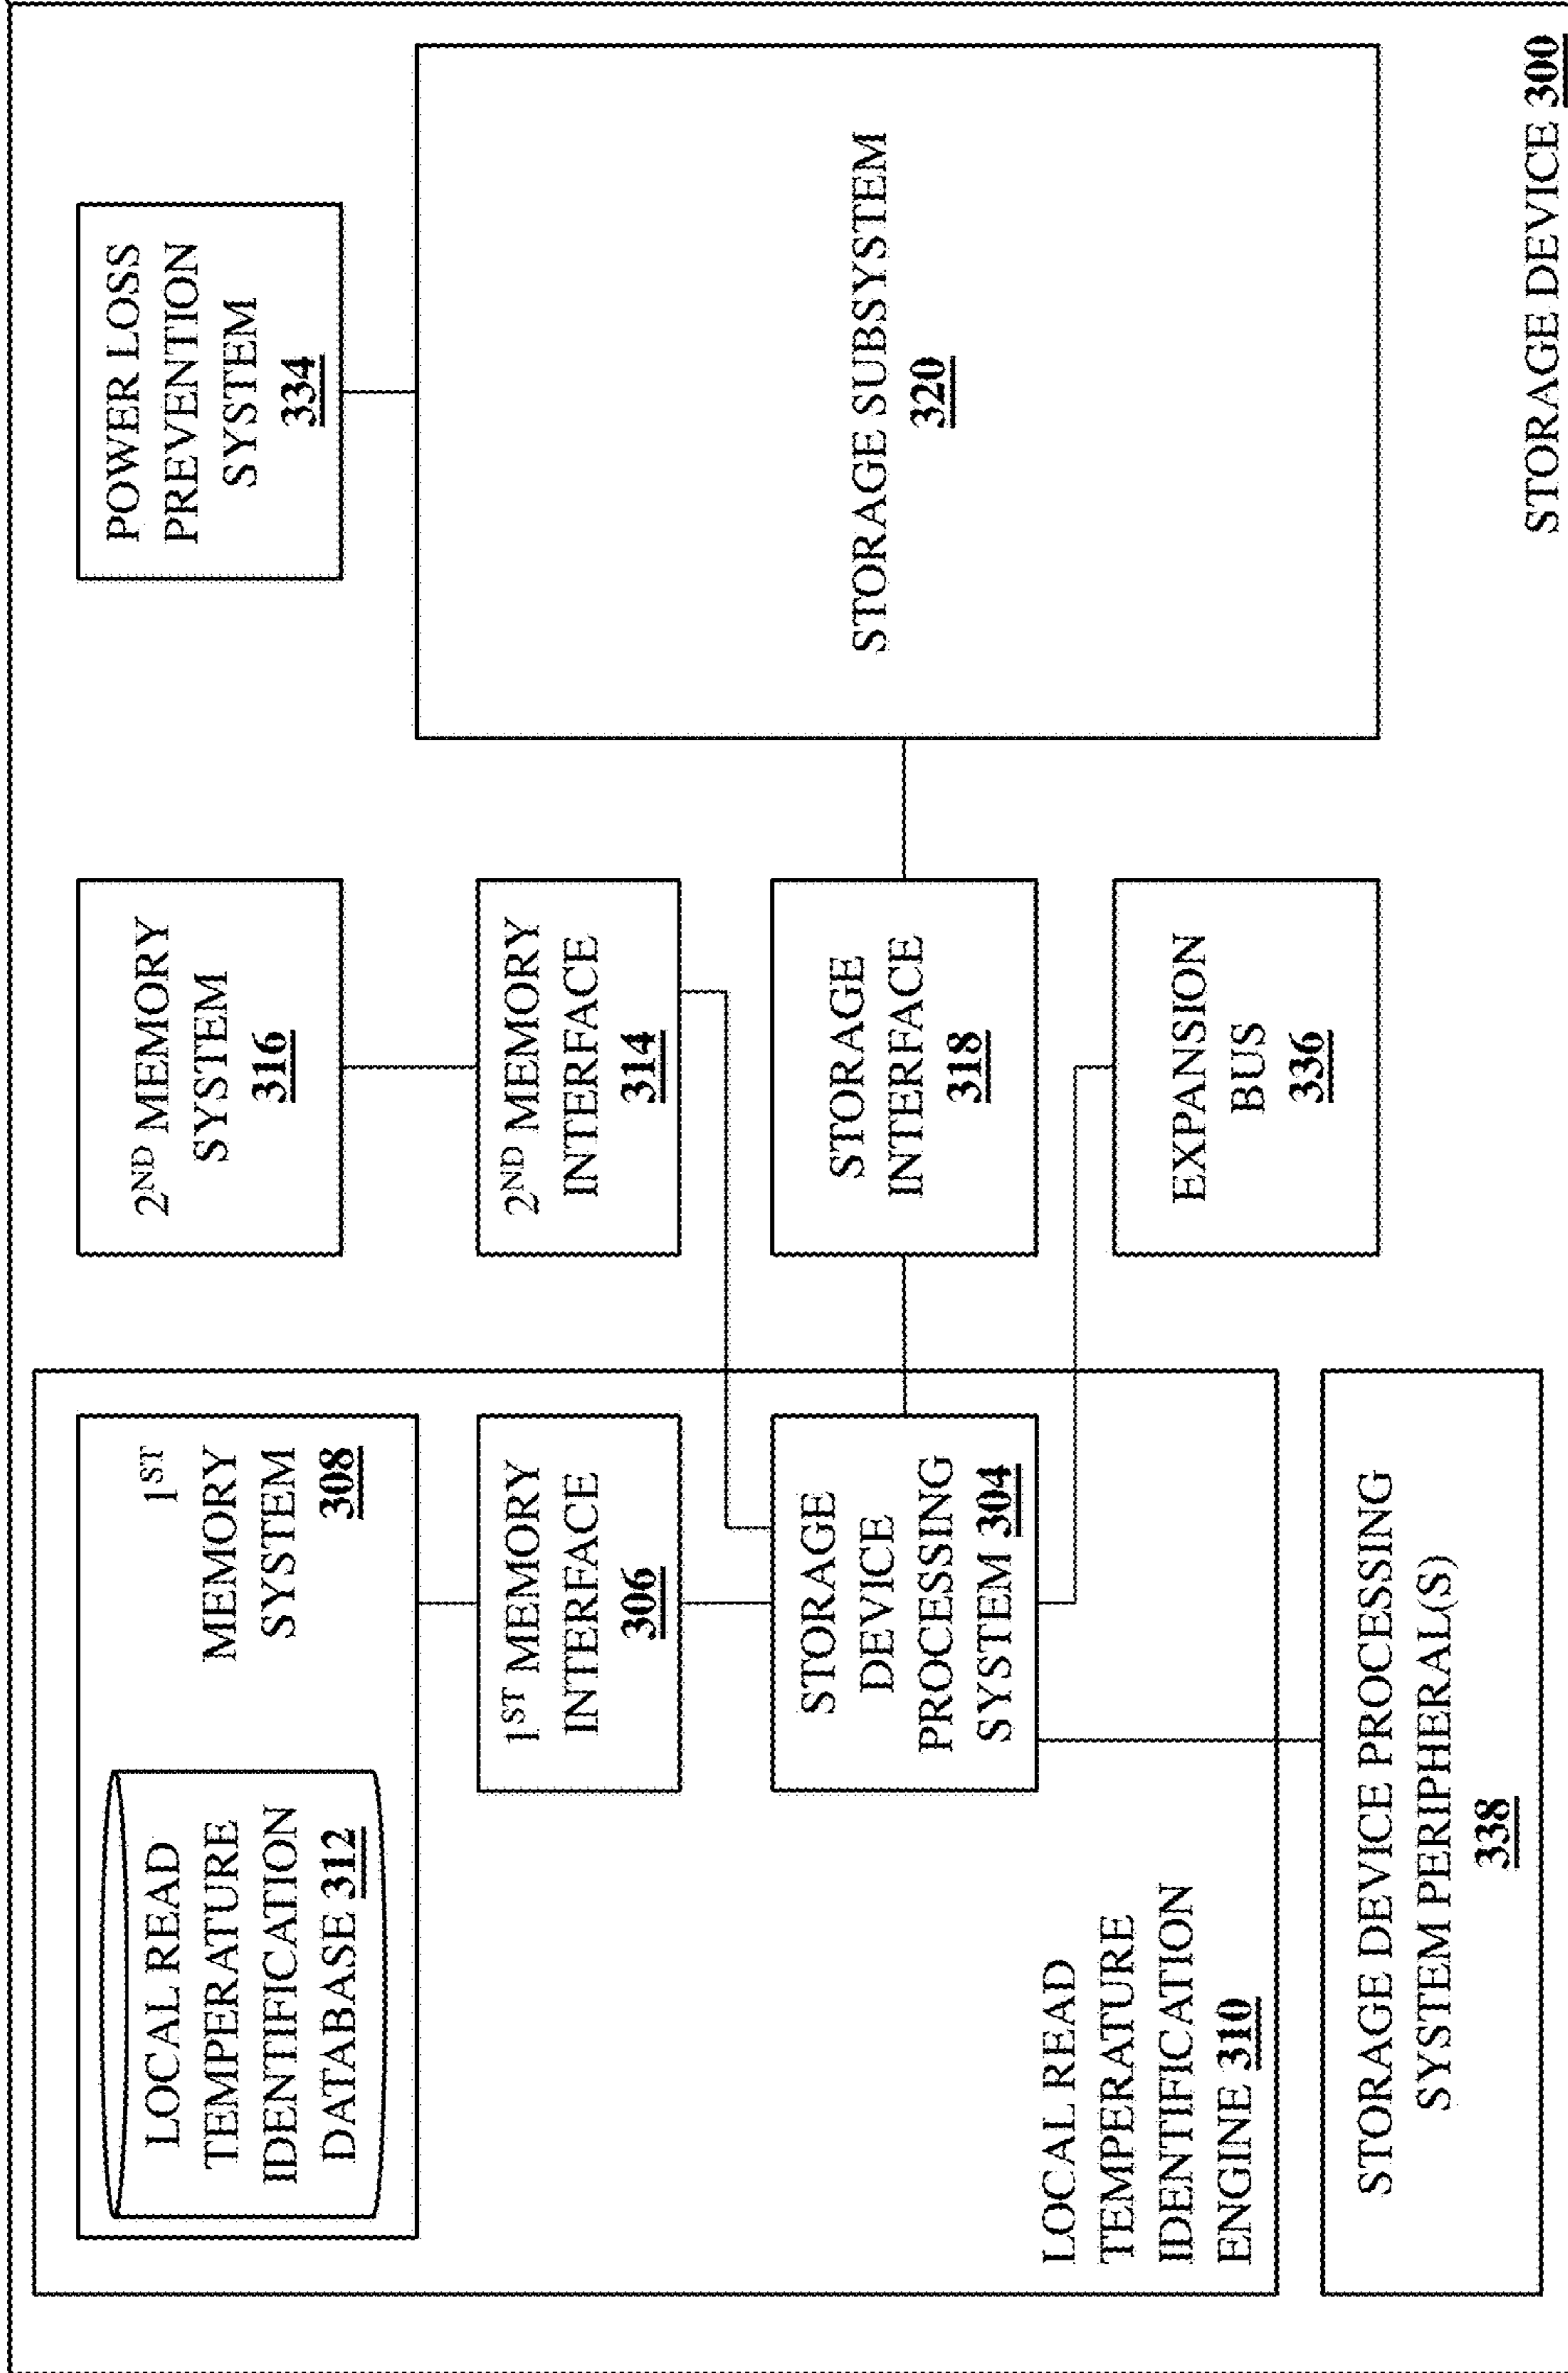 LOCAL READ
TEMPERATURE
IDENTIFICATION
DATABASE 312
1ST
MEMORY
SYSTEM
308
2ND MEMORY
SYSTEM
316
POWER LOSS
PREVENTION
SYSTEM
334
1ST MEMORY
INTERFACE
306
2ND MEMORY
INTERFACE
314
STORAGE
DEVICE
PROCESSING
SYSTEM 304
STORAGE
INTERFACE
318
STORAGE SUBSYSTEM
320
LOCAL READ
TEMPERATURE
IDENTIFICATION
ENGINE 310
EXPANSION
BUS
336
STORAGE DEVICE PROCESSING
SYSTEM PERIPHERAL(S)
338
STORAGE DEVICE 300